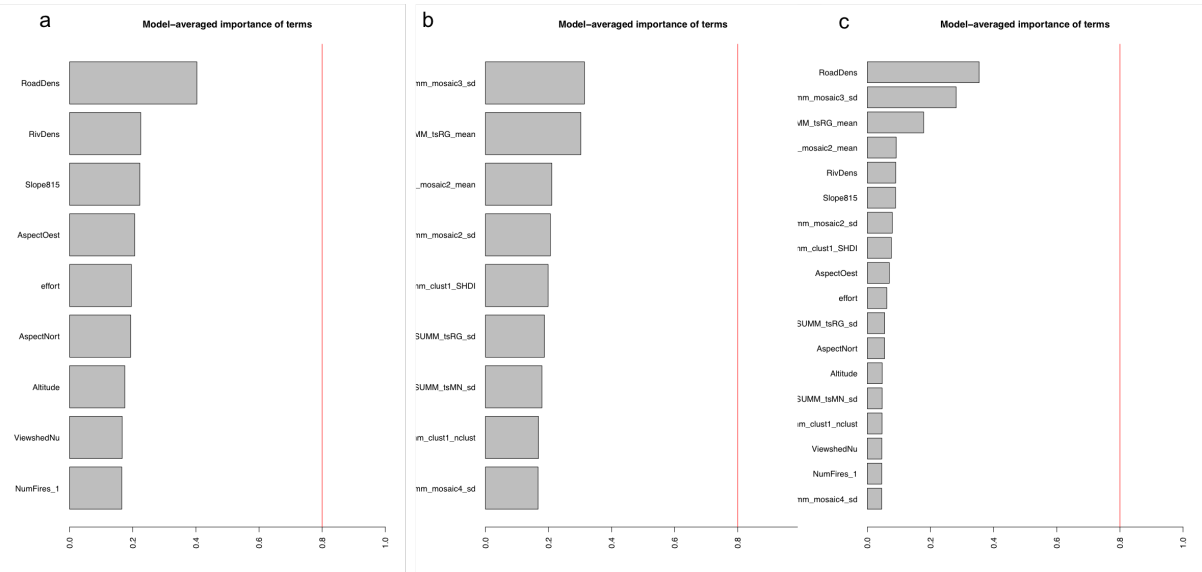 a
Model−averaged importance of terms
RoadDens
RivDens
Slope815
AspectOest
effort
AspectNort
Altitude
ViewshedNu
NumFires_1
0.0 0.2 0.4 0.6 0.8 1.0
b
Model−averaged importance of terms
mm_mosaic3_sd
MM_tsRG_mean
_mosaic2_mean
mm_mosaic2_sd
m_clust1_SHDI
SUMM_tsRG_sd
SUMM_tsMN_sd
m_clust1_nclust
mm_mosaic4_sd
0.0 0.2 0.4 0.6 0.8
c
Model−averaged importance of terms
RoadDens
mm_mosaic3_sd
MM_tsRG_mean
_mosaic2_mean
RivDens
Slope815
mm_mosaic2_sd
m_clust1_SHDI
AspectOest
effort
SUMM_tsRG_sd
AspectNort
Altitude
SUMM_tsMN_sd
m_clust1_nclust
ViewshedNu
NumFires_1
mm_mosaic4_sd
0.0 0.2 0.4 0.6 0.8 1.0